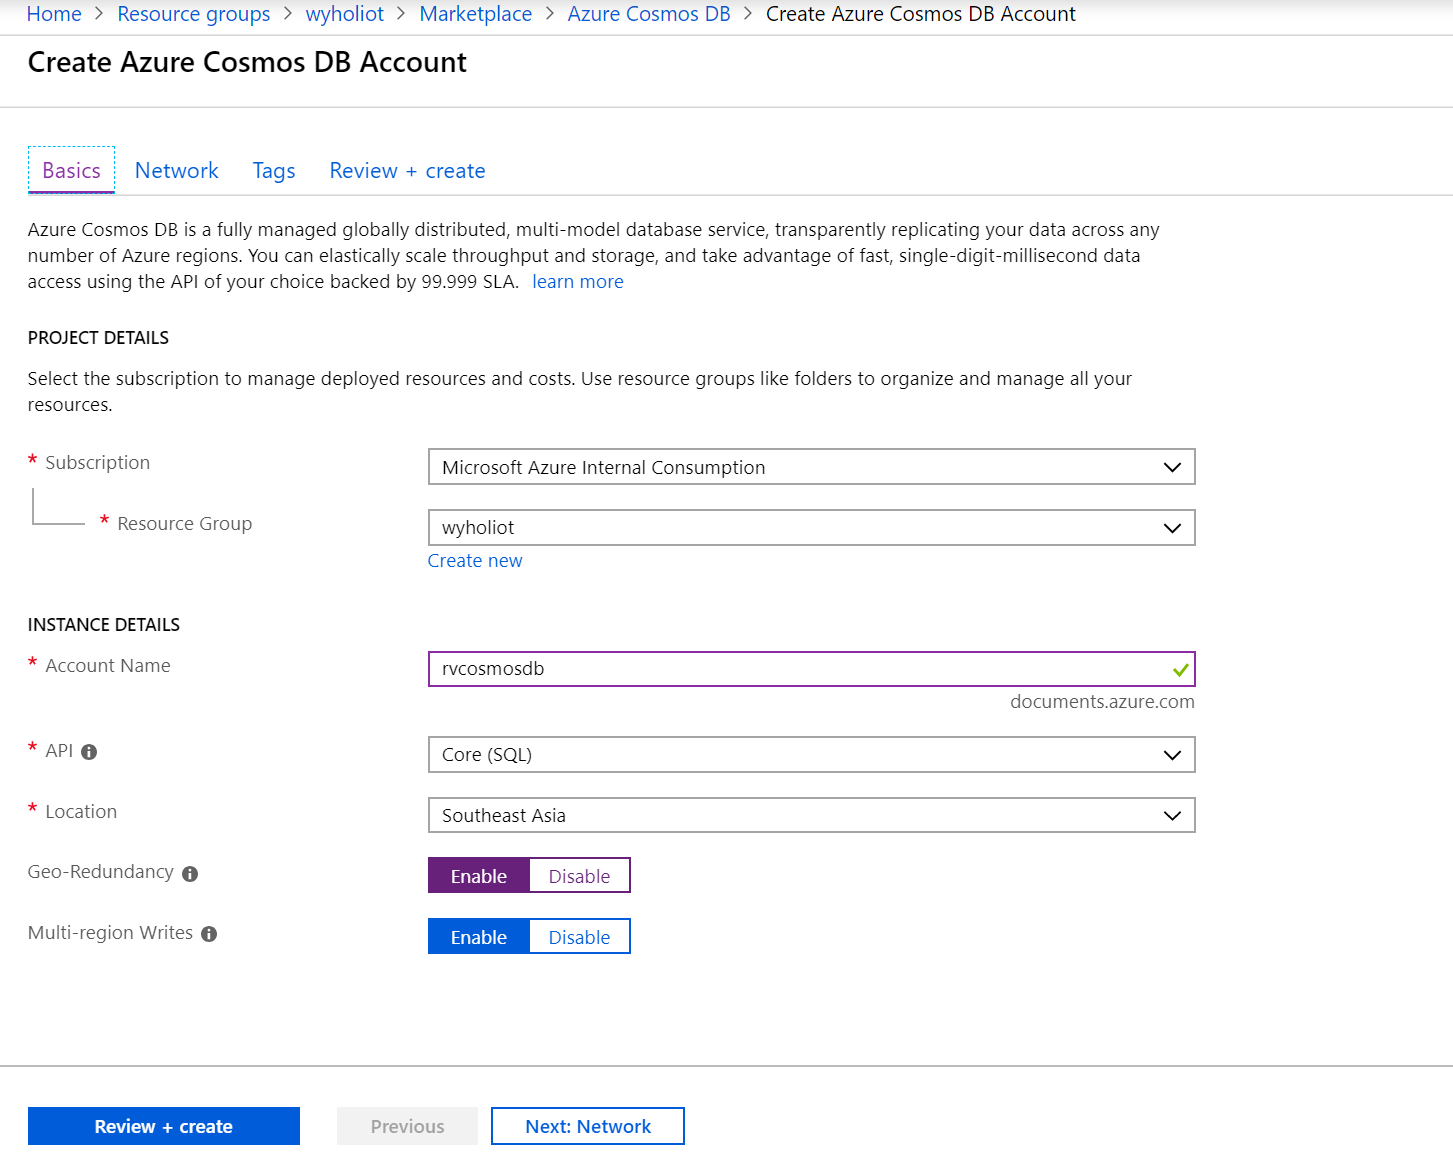 Home > Resource groups > wyholiot > Marketplace > Azure Cosmos DB > Create Azure Cosmos DB Account
Create Azure Cosmos DB Account
Basics Network Tags Review + create
Azure Cosmos DB is a fully managed globally distributed, multi-model database service, transparently replicating your data across any
number of Azure regions. You can elastically scale throughput and storage, and take advantage of fast, single-digit-millisecond data
access using the API of your choice backed by 99.999 SLA. learn more
PROJECT DETAILS
Select the subscription to manage deployed resources and costs. Use resource groups like folders to organize and manage all your
resources.
* Subscription Microsoft Azure Internal Consumption
* Resource Group wyholiot
Create new
INSTANCE DETAILS
* Account Name rvcosmosdb
documents.azure.com
* API Core (SQL)
* Location Southeast Asia
Geo-Redundancy Enable Disable
Multi-region Writes Enable Disable
Review + create Previous Next: Network